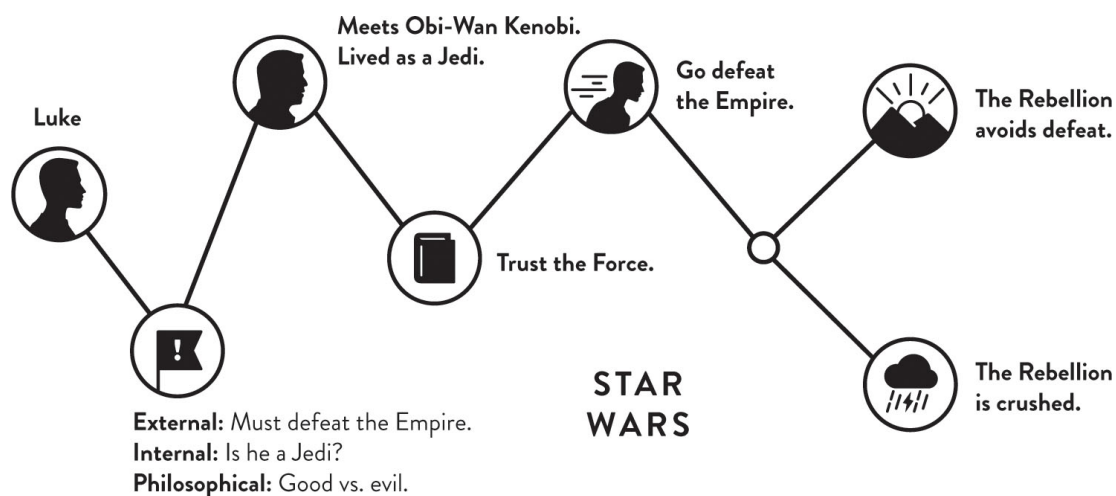 Luke
External: Must defeat the Empire.
Internal: Is he a Jedi?
Philosophical: Good vs. evil.
Meets Obi-Wan Kenobi.
Lived as a Jedi.
Trust the Force.
Go defeat
the Empire.
The Rebellion
avoids defeat.
The Rebellion
is crushed.
STAR
WARS
!